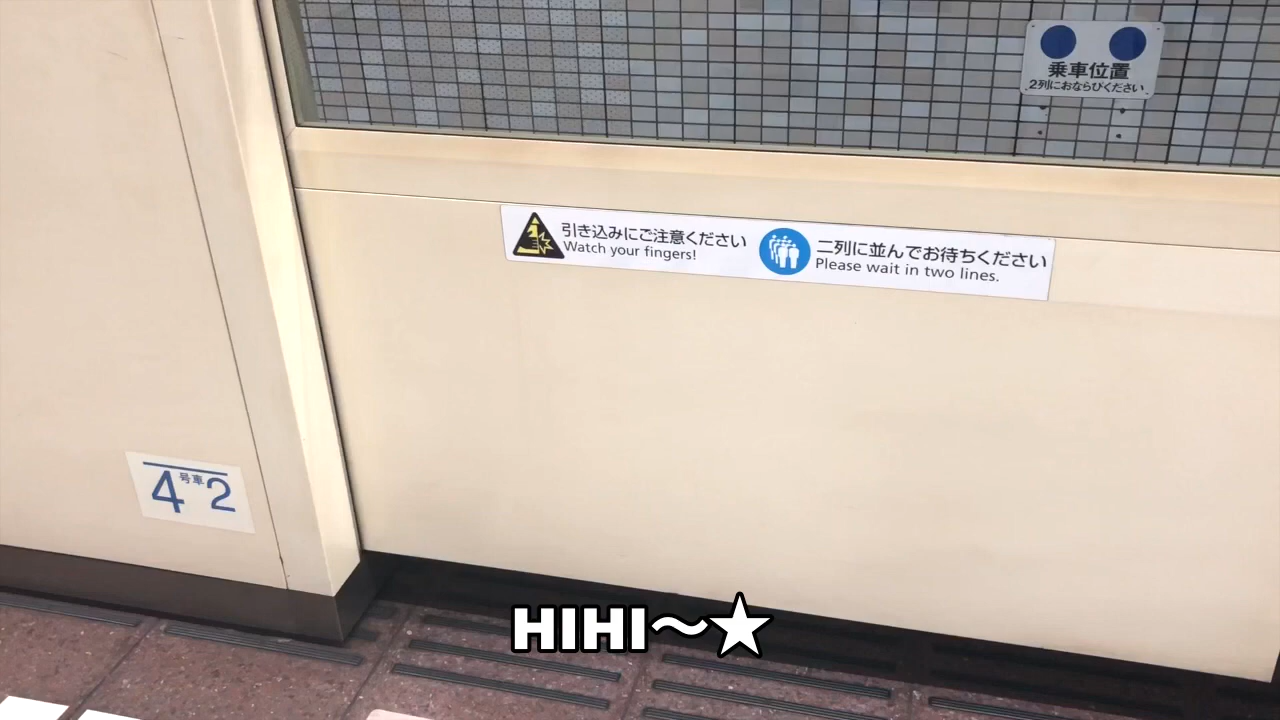 乗車位置
2列におならびください
引き込みにご注意ください
Watch your fingers!
二列に並んでお待ちください
Please wait in two lines.
4号車2
HIHI～★